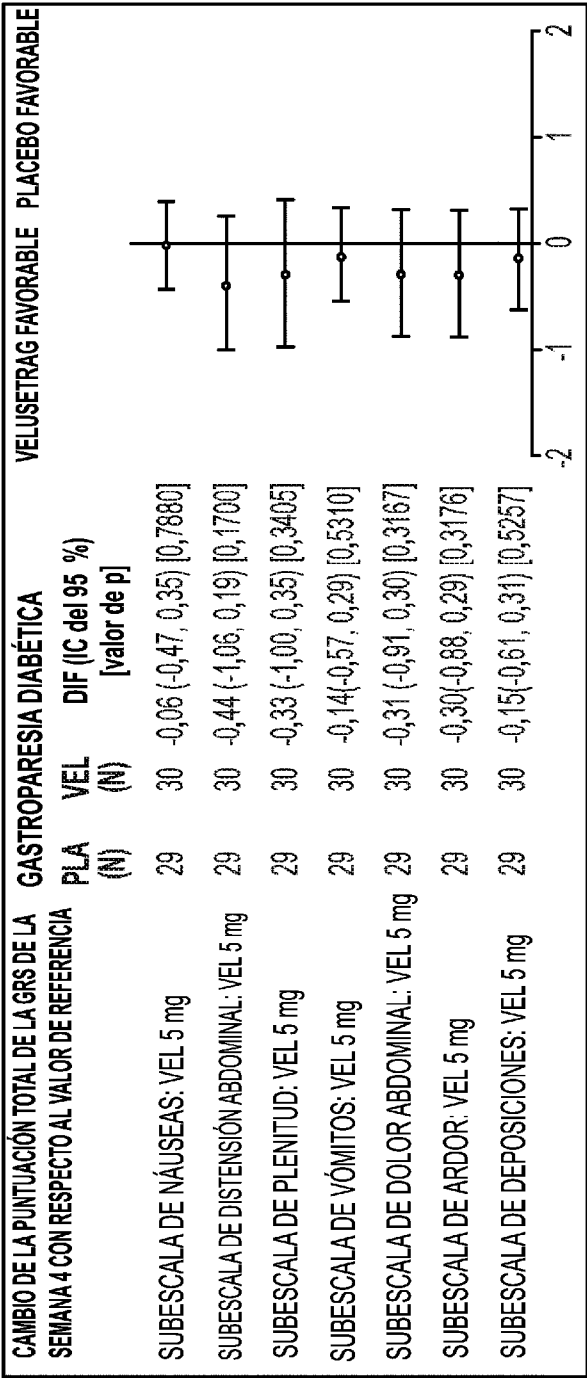 CAMBIO DE LA PUNTUACIÓN TOTAL DE LA GRS DE LA
SEMANA 4 CON RESPECTO AL VALOR DE REFERENCIA
GASTROPARESIA DIABÉTICA
PLA (N) VEL (N) DIF (IC del 95 %) [valor de p]
VELUSETRAG FAVORABLE PLACEBO FAVORABLE
SUBESCALA DE NÁUSEAS: VEL 5 mg 29 30 -0,06 (-0,47, 0,35) [0,7880]
SUBESCALA DE DISTENSIÓN ABDOMINAL: VEL 5 mg 29 30 -0,44 (-1,06, 0,19) [0,1700]
SUBESCALA DE PLENITUD: VEL 5 mg 29 30 -0,33 (-1,00, 0,35) [0,3405]
SUBESCALA DE VÓMITOS: VEL 5 mg 29 30 -0,14(-0,57, 0,29) [0,5310]
SUBESCALA DE DOLOR ABDOMINAL: VEL 5 mg 29 30 -0,31 (-0,91, 0,30) [0,3167]
SUBESCALA DE ARDOR: VEL 5 mg 29 30 -0,30(-0,88, 0,29) [0,3176]
SUBESCALA DE DEPOSICIONES: VEL 5 mg 29 30 -0,15(-0,61, 0,31) [0,5257]
-2 -1 0 1 2